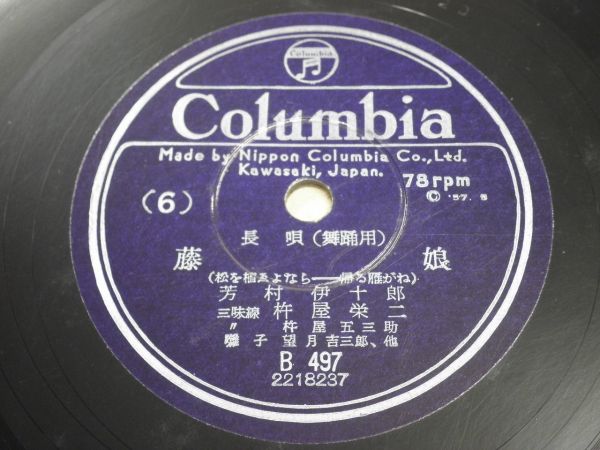 Columbia
Columbia
Made by Nippon Columbia Co., Ltd.
Kawasaki, Japan.
78rpm
(6)
© '57. 8
長唄(舞踊用)
藤娘
(松を植ゑよなら──帰る雁がね)
芳村伊十郎
三味線 杵屋栄二
〃 杵屋五三助
囃子 望月吉三郎、他
B 497
2218237